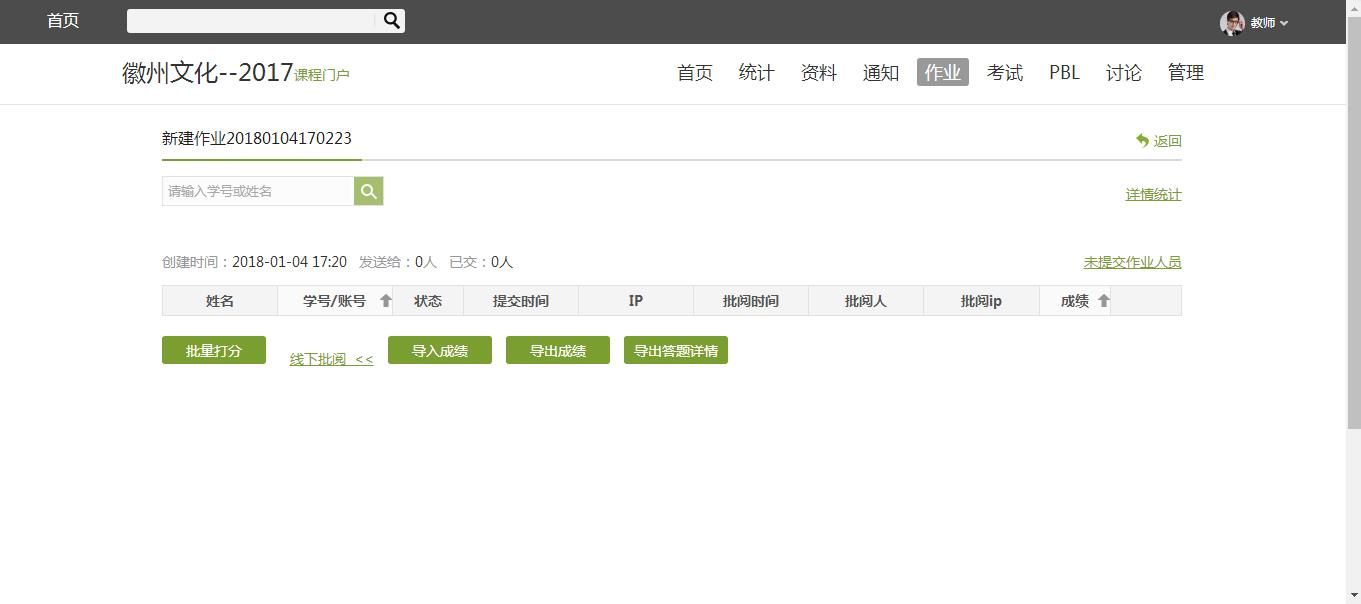 首页
教师
徽州文化--2017课程门户
首页 统计 资料 通知 作业 考试 PBL 讨论 管理
新建作业20180104170223
返回
请输入学号或姓名
详情统计
创建时间：2018-01-04 17:20 发送给：0人 已交：0人
未提交作业人员
姓名 学号/账号 状态 提交时间 IP 批阅时间 批阅人 批阅ip 成绩
批量打分 线下批阅 << 导入成绩 导出成绩 导出答题详情